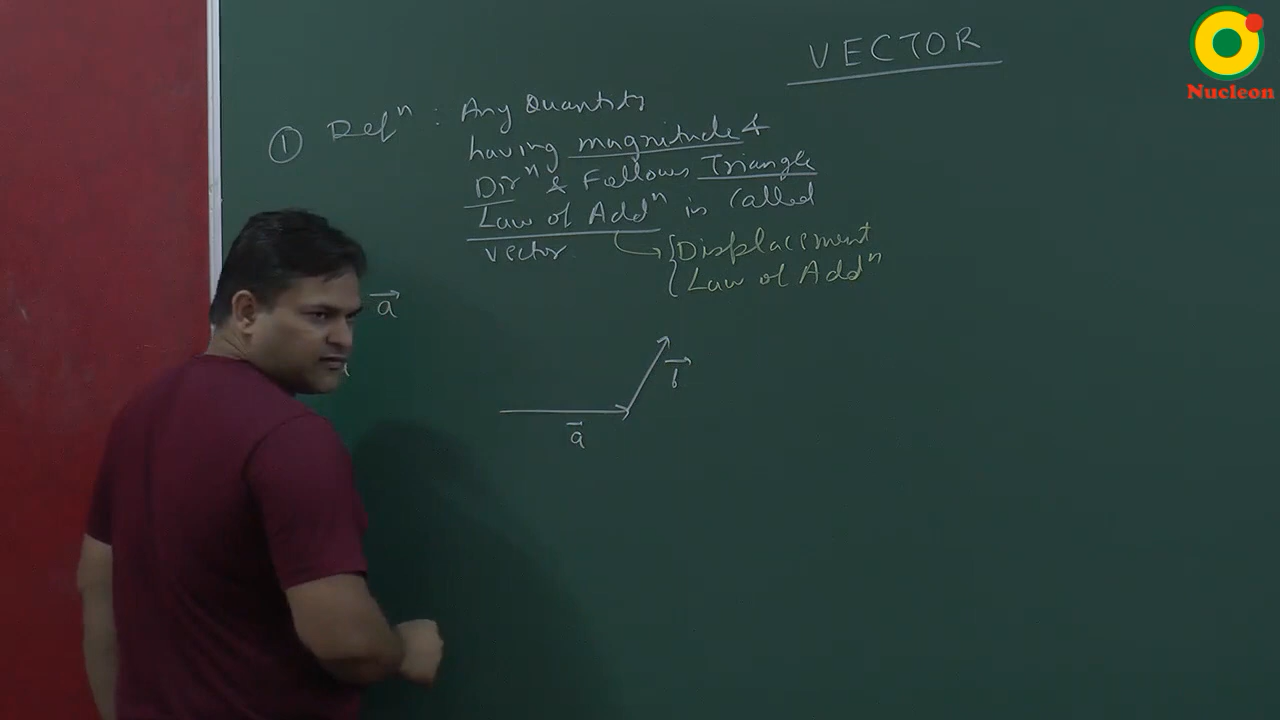 VECTOR
Nucleon
① Defⁿ : Any Quantity
having magnitude &
Dirⁿ & Follows Triangle
Law of Addⁿ is called
vector
Displacement
Law of Addⁿ
a
b
a